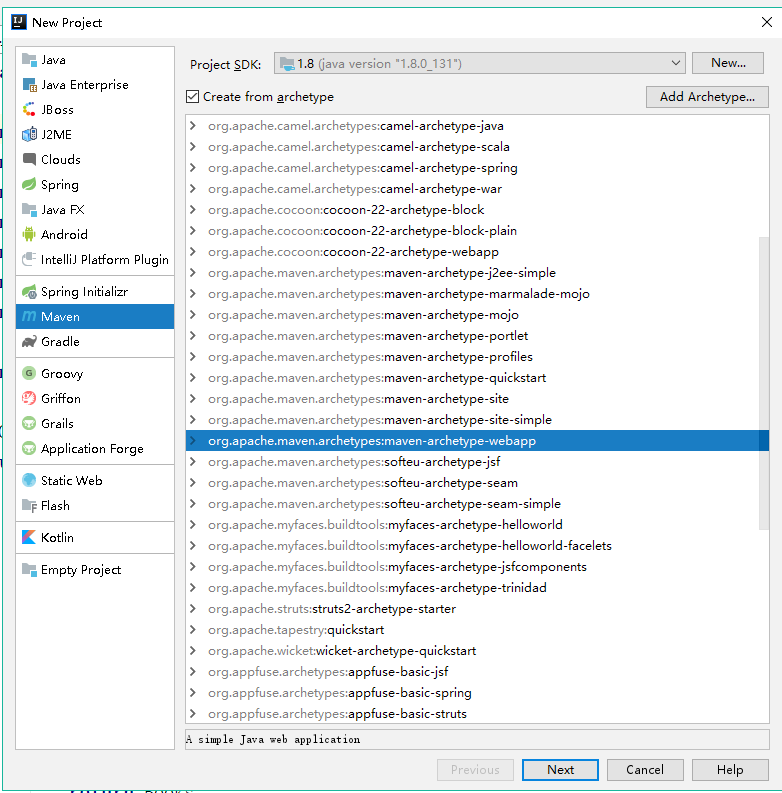 New Project
Java
Java Enterprise
JBoss
J2ME
Clouds
Spring
Java FX
Android
IntelliJ Platform Plugin
Spring Initializr
Maven
Gradle
Groovy
Griffon
Grails
Application Forge
Static Web
Flash
Kotlin
Empty Project
Project SDK: 1.8 (java version "1.8.0_131") New...
Create from archetype Add Archetype...
org.apache.camel.archetypes:camel-archetype-java
org.apache.camel.archetypes:camel-archetype-scala
org.apache.camel.archetypes:camel-archetype-spring
org.apache.camel.archetypes:camel-archetype-war
org.apache.cocoon:cocoon-22-archetype-block
org.apache.cocoon:cocoon-22-archetype-block-plain
org.apache.cocoon:cocoon-22-archetype-webapp
org.apache.maven.archetypes:maven-archetype-j2ee-simple
org.apache.maven.archetypes:maven-archetype-marmalade-mojo
org.apache.maven.archetypes:maven-archetype-mojo
org.apache.maven.archetypes:maven-archetype-portlet
org.apache.maven.archetypes:maven-archetype-profiles
org.apache.maven.archetypes:maven-archetype-quickstart
org.apache.maven.archetypes:maven-archetype-site
org.apache.maven.archetypes:maven-archetype-site-simple
org.apache.maven.archetypes:maven-archetype-webapp
org.apache.maven.archetypes:softeu-archetype-jsf
org.apache.maven.archetypes:softeu-archetype-seam
org.apache.maven.archetypes:softeu-archetype-seam-simple
org.apache.myfaces.buildtools:myfaces-archetype-helloworld
org.apache.myfaces.buildtools:myfaces-archetype-helloworld-facelets
org.apache.myfaces.buildtools:myfaces-archetype-jsfcomponents
org.apache.myfaces.buildtools:myfaces-archetype-trinidad
org.apache.struts:struts2-archetype-starter
org.apache.tapestry:quickstart
org.apache.wicket:wicket-archetype-quickstart
org.appfuse.archetypes:appfuse-basic-jsf
org.appfuse.archetypes:appfuse-basic-spring
org.appfuse.archetypes:appfuse-basic-struts
A simple Java web application
Previous Next Cancel Help